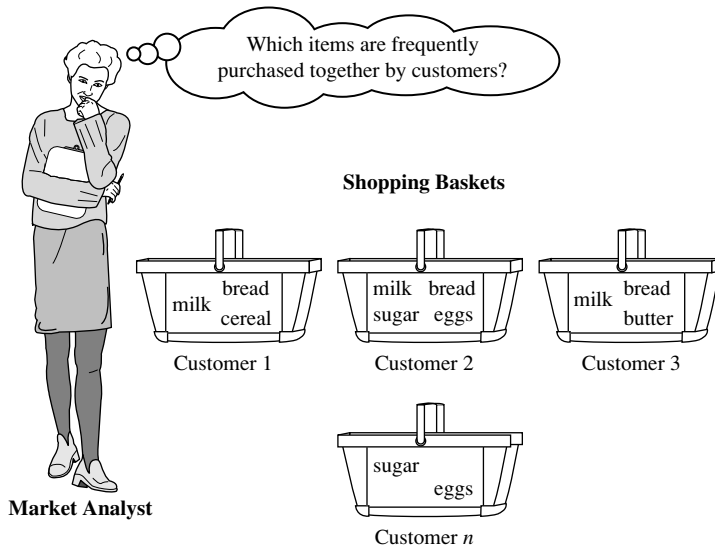 Which items are frequently
purchased together by customers?
Shopping Baskets
milk
bread
cereal
milk bread
sugar eggs
milk
bread
butter
Customer 1
Customer 2
Customer 3
sugar
eggs
Market Analyst
Customer n